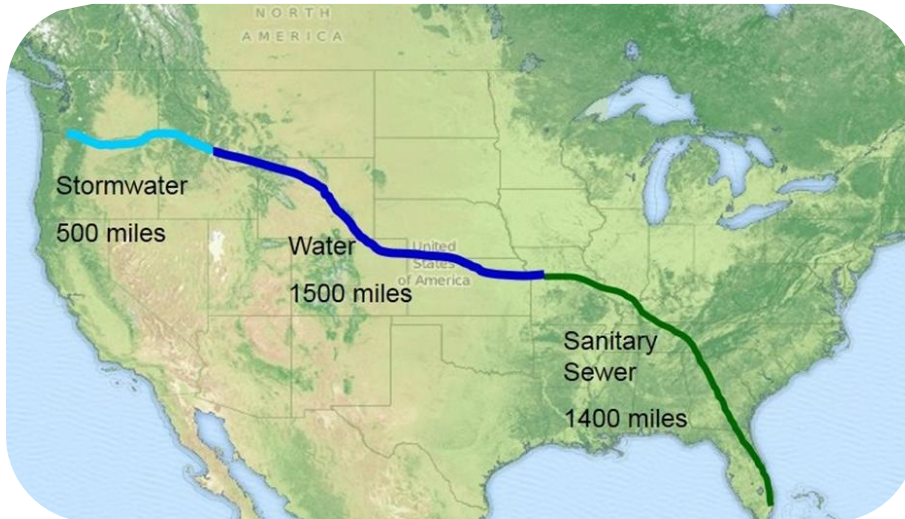 NORTH
AMERICA
Stormwater
500 miles
Water
1500 miles
United
States
of America
Sanitary
Sewer
1400 miles